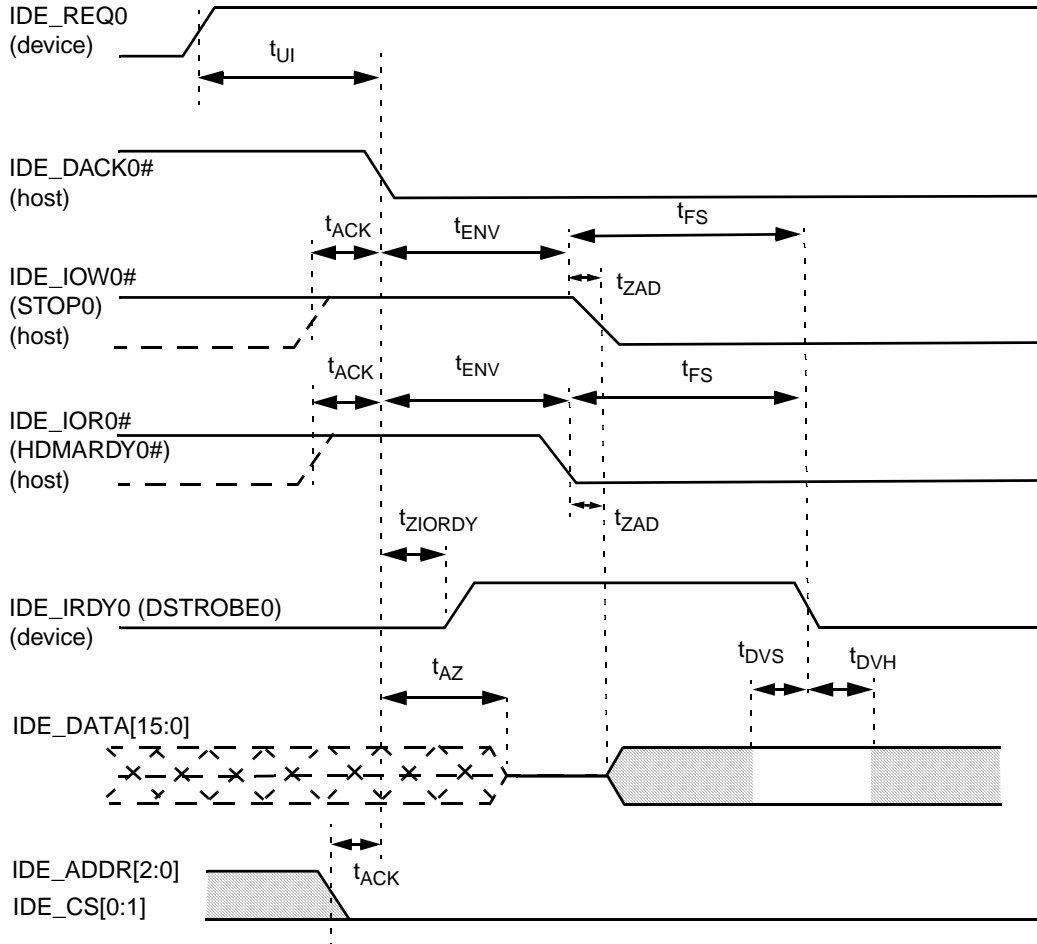 IDE_REQ0
(device)
tUI
IDE_DACK0#
(host)
tACK
tENV
tFS
IDE_IOW0#
(STOP0)
(host)
tZAD
tACK
tENV
tFS
IDE_IOR0#
(HDMARDY0#)
(host)
tZIORDY
tZAD
IDE_IRDY0 (DSTROBE0)
(device)
tDVS
tDVH
tAZ
IDE_DATA[15:0]
IDE_ADDR[2:0]
tACK
IDE_CS[0:1]